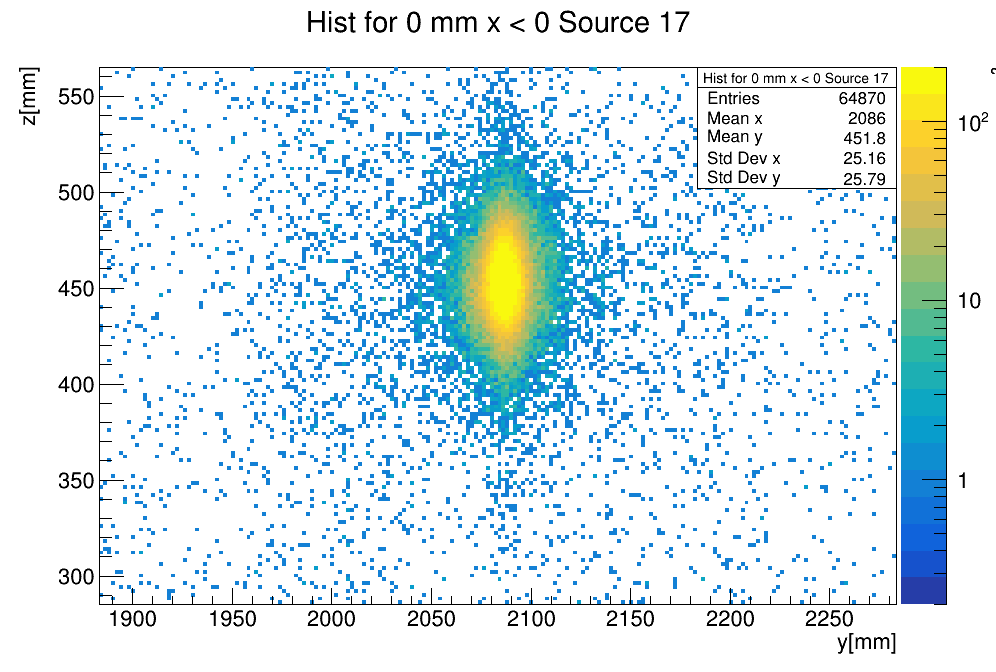 Hist for 0 mm x < 0 Source 17
z[mm]
550
500
450
400
350
300
1900
1950
2000
2050
2100
2150
2200
2250
y[mm]
Hist for 0 mm x < 0 Source 17
Entries 64870
Mean x 2086
Mean y 451.8
Std Dev x 25.16
Std Dev y 25.79
10²
10
1